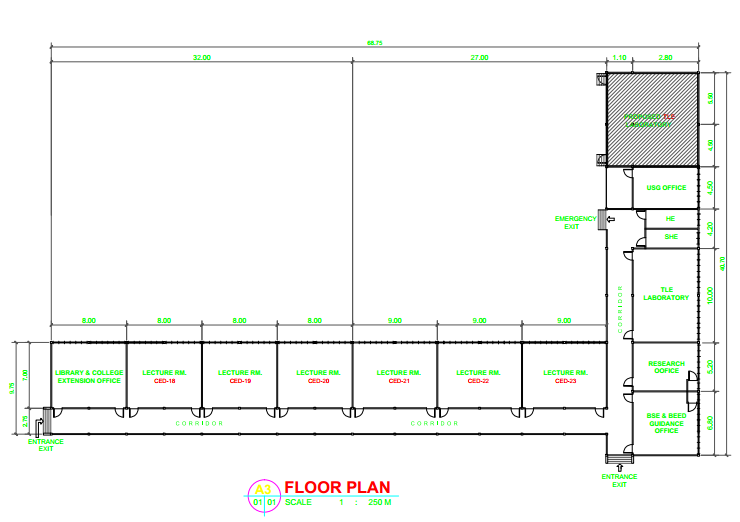 68.75
32.00
27.00
1.10
2.80
PROPOSED TLE
LABORATORY
5.50
4.50
USG OFFICE
4.50
EMERGENCY
EXIT
HE
SHE
4.20
40.70
TLE
LABORATORY
10.00
CORRIDOR
8.00
8.00
8.00
8.00
9.00
9.00
9.00
9.75
7.00
2.75
LIBRARY & COLLEGE
EXTENSION OFFICE
LECTURE RM.
CED-18
LECTURE RM.
CED-19
LECTURE RM.
CED-20
LECTURE RM.
CED-21
LECTURE RM.
CED-22
LECTURE RM.
CED-23
RESEARCH
OOFICE
5.20
BSE & BEED
GUIDANCE
OFFICE
6.80
CORRIDOR
CORRIDOR
ENTRANCE
EXIT
ENTRANCE
EXIT
A3
01 01
FLOOR PLAN
SCALE 1 : 250 M